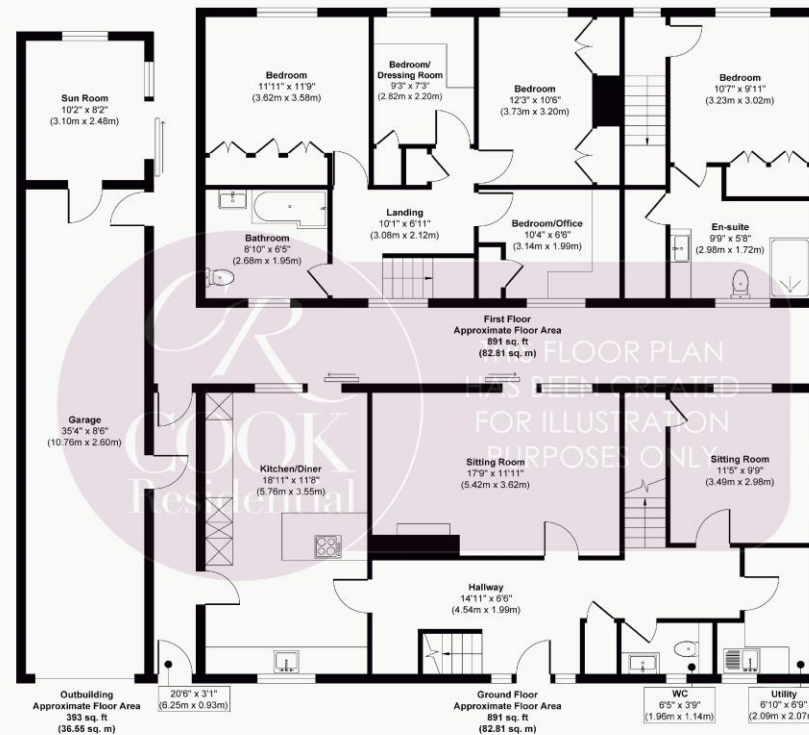 Sun Room
10'2" x 8'2"
(3.10m x 2.48m)
Bedroom
11'11" x 11'9"
(3.62m x 3.58m)
Bedroom/
Dressing Room
9'3" x 7'3"
(2.82m x 2.20m)
Bedroom
12'3" x 10'6"
(3.73m x 3.20m)
Bedroom
10'7" x 9'11"
(3.23m x 3.02m)
Bathroom
8'10" x 6'5"
(2.68m x 1.95m)
Landing
10'1" x 6'11"
(3.08m x 2.12m)
Bedroom/Office
10'4" x 6'6"
(3.14m x 1.99m)
En-suite
9'9" x 5'8"
(2.98m x 1.72m)
First Floor
Approximate Floor Area
891 sq. ft
(82.81 sq. m)
THIS FLOOR PLAN
HAS BEEN CREATED
FOR ILLUSTRATION
PURPOSES ONLY
R
COOK
Residential
Garage
35'4" x 8'6"
(10.76m x 2.60m)
Kitchen/Diner
18'11" x 11'8"
(5.76m x 3.55m)
Sitting Room
17'9" x 11'11"
(5.42m x 3.62m)
Sitting Room
11'5" x 9'9"
(3.49m x 2.98m)
Hallway
14'11" x 6'6"
(4.54m x 1.99m)
Outbuilding
Approximate Floor Area
393 sq. ft
(36.55 sq. m)
20'6" x 3'1"
(6.25m x 0.93m)
Ground Floor
Approximate Floor Area
891 sq. ft
(82.81 sq. m)
WC
6'5" x 3'9"
(1.96m x 1.14m)
Utility
6'10" x 6'9"
(2.09m x 2.07m